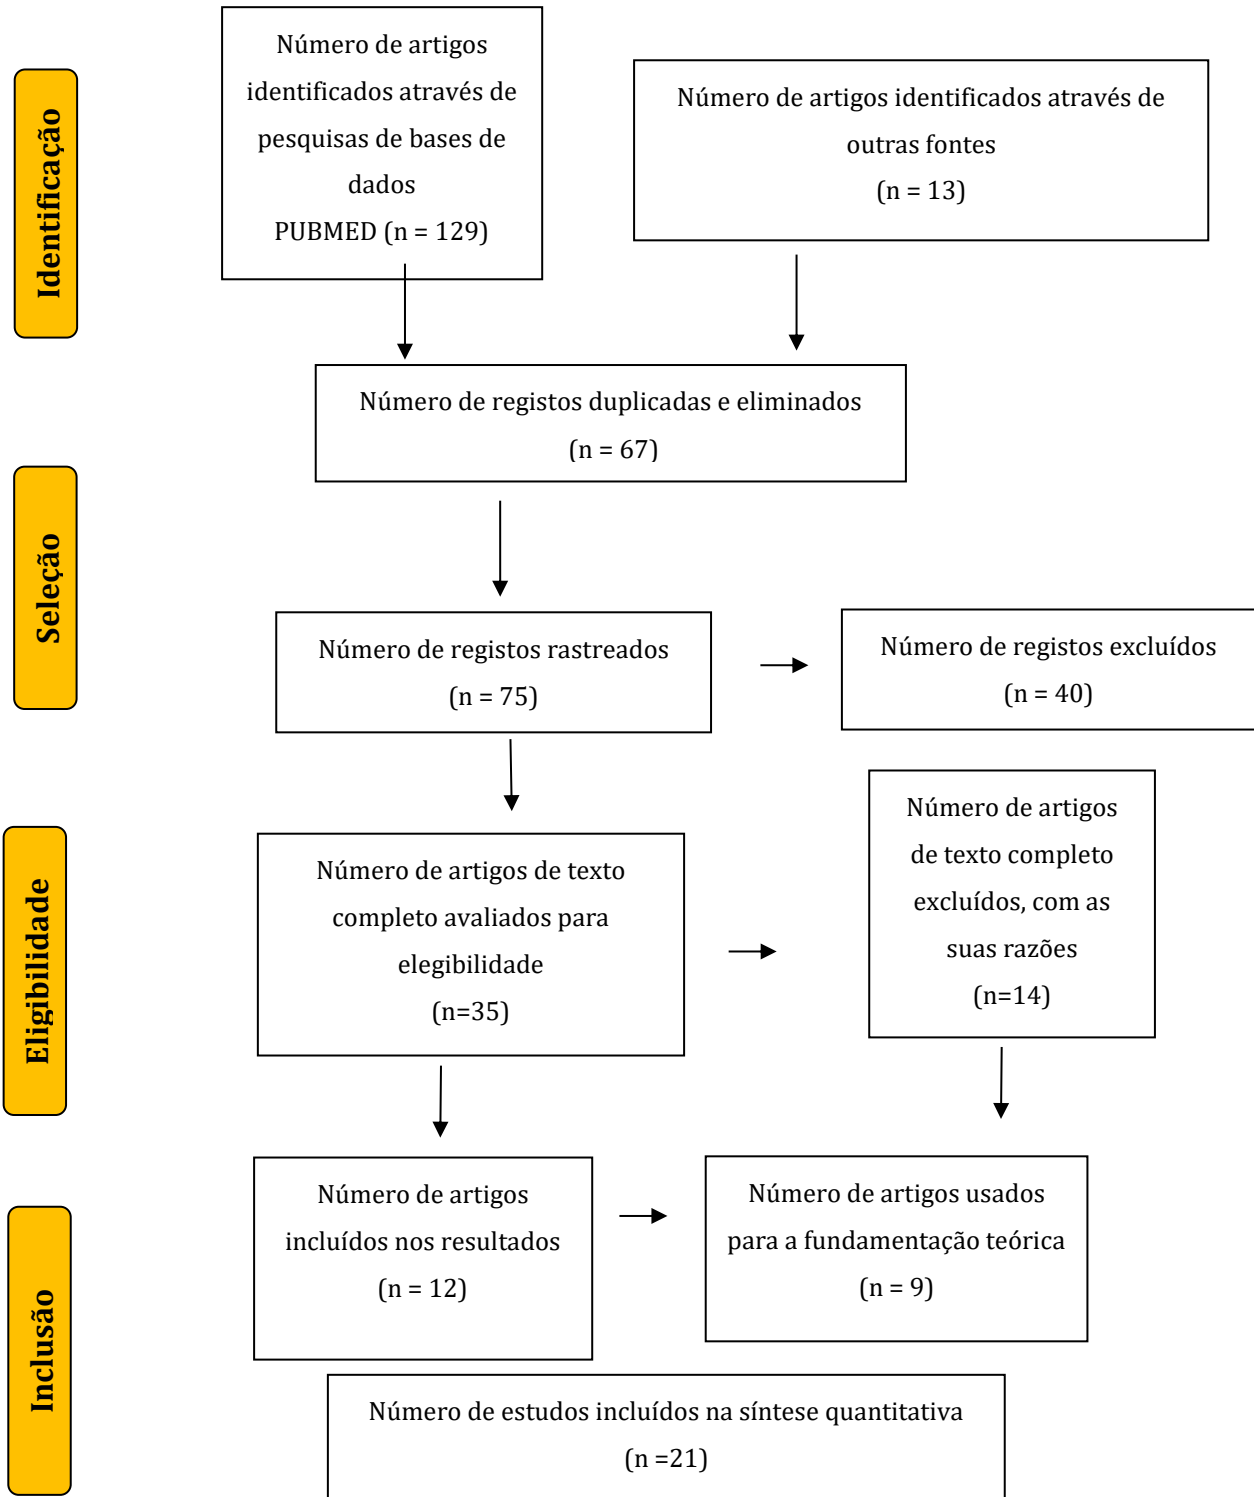 Identificação
Número de artigos
identificados através de
pesquisas de bases de
dados
PUBMED (n = 129)
Número de artigos identificados através de
outras fontes
(n = 13)
Número de registos duplicadas e eliminados
(n = 67)
Seleção
Número de registos rastreados
(n = 75)
Número de registos excluídos
(n = 40)
Eligibilidade
Número de artigos de texto
completo avaliados para
elegibilidade
(n=35)
Número de artigos
de texto completo
excluídos, com as
suas razões
(n=14)
Inclusão
Número de artigos
incluídos nos resultados
(n = 12)
Número de artigos usados
para a fundamentação teórica
(n = 9)
Número de estudos incluídos na síntese quantitativa
(n =21)